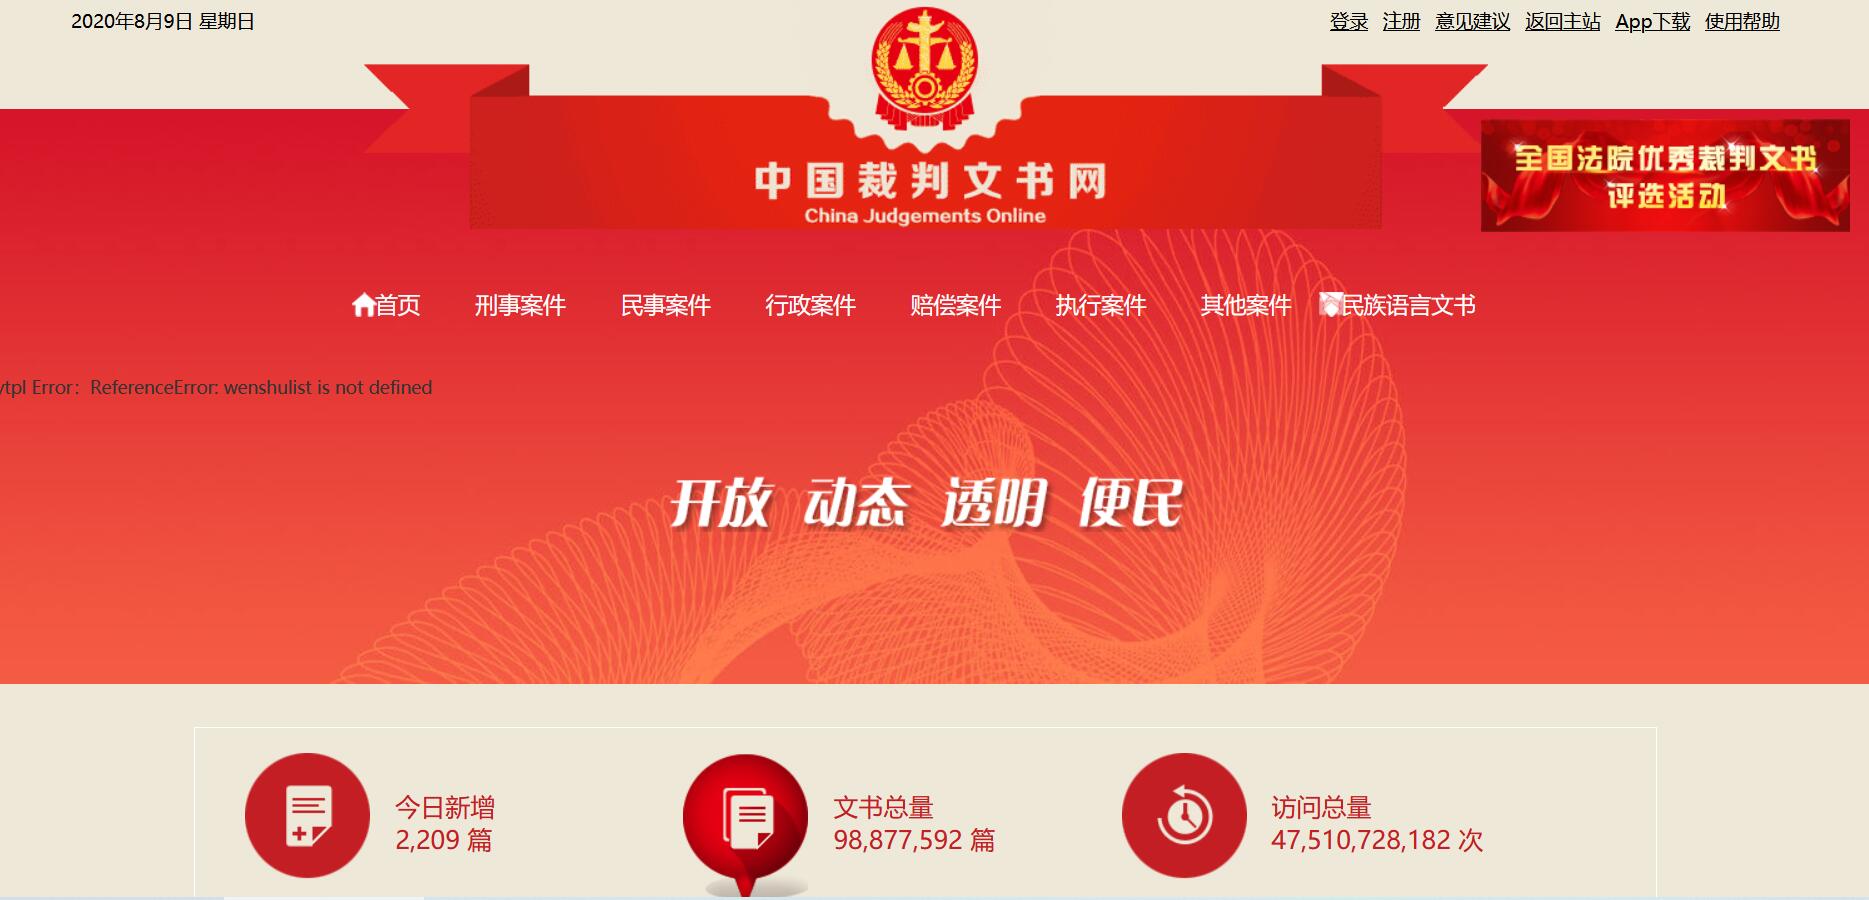 2020年8月9日 星期日
登录 注册 意见建议 返回主站 App下载 使用帮助
中国裁判文书网
China Judgements Online
全国法院优秀裁判文书
评选活动
首页 刑事案件 民事案件 行政案件 赔偿案件 执行案件 其他案件 民族语言文书
ytpl Error：ReferenceError: wenshulist is not defined
开放 动态 透明 便民
今日新增
2,209 篇
文书总量
98,877,592 篇
访问总量
47,510,728,182 次